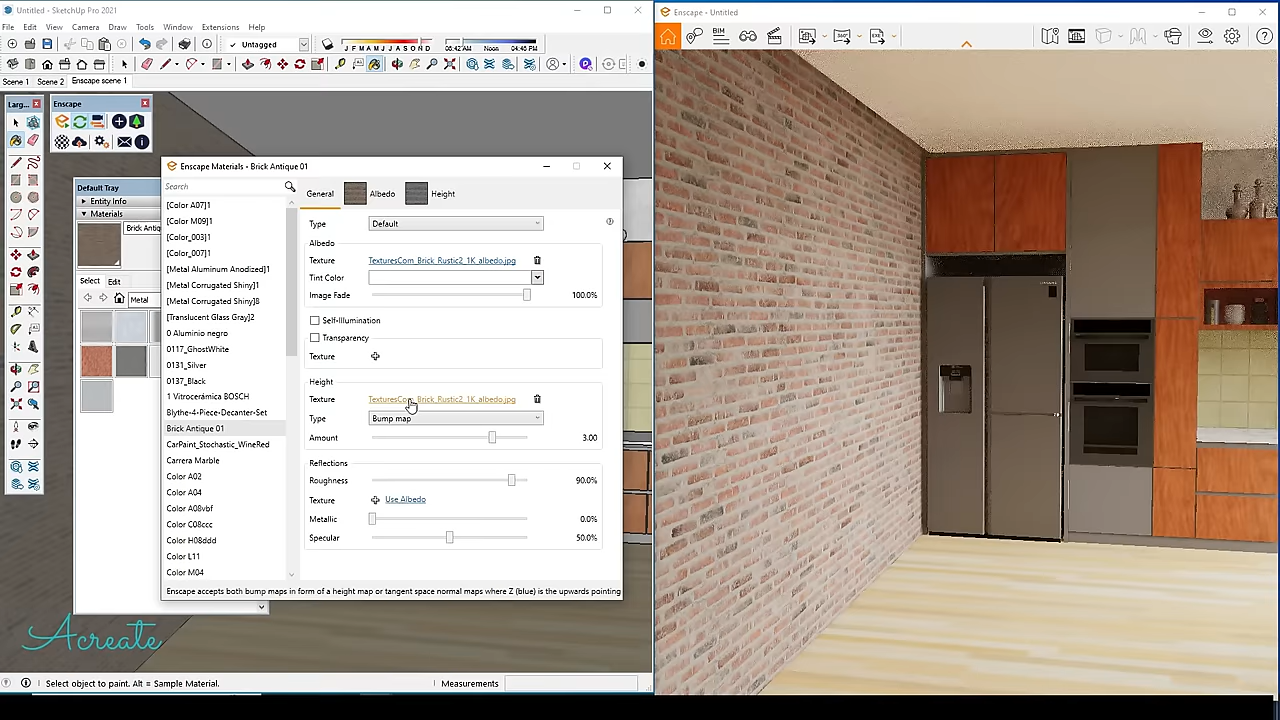 Untitled - SketchUp Pro 2021
File Edit View Camera Draw Tools Window Extensions Help
Untagged
J F M A M J J A S O N D 06:42 AM Noon 04:46 PM
Scene 1 Scene 2 Enscape scene 1
Larg...
Enscape
Default Tray
Entity Info
Materials
Brick Antiqu
Select Edit
Metal
Enscape Materials - Brick Antique 01
Search
[Color A07]1
[Color M09]1
[Color_003]1
[Color_007]1
[Metal Aluminum Anodized]1
[Metal Corrugated Shiny]1
[Metal Corrugated Shiny]8
[Translucent Glass Gray]2
0 Aluminio negro
0117_GhostWhite
0131_Silver
0137_Black
1 Vitrocerámica BOSCH
Blythe-4-Piece-Decanter-Set
Brick Antique 01
CarPaint_Stochastic_WineRed
Carrera Marble
Color A02
Color A04
Color A08vbf
Color C08ccc
Color H08ddd
Color L11
Color M04
General Albedo Height
Type Default
Albedo
Texture TexturesCom_Brick_Rustic2_1K_albedo.jpg
Tint Color
Image Fade 100.0%
Self-Illumination
Transparency
Texture
Height
Texture TexturesCom_Brick_Rustic2_1K_albedo.jpg
Type Bump map
Amount 3.00
Reflections
Roughness 90.0%
Texture Use Albedo
Metallic 0.0%
Specular 50.0%
Enscape accepts both bump maps in form of a height map or tangent space normal maps where Z (blue) is the upwards pointing
Acreate
Select object to paint. Alt = Sample Material.
Measurements
Enscape - Untitled
BIM